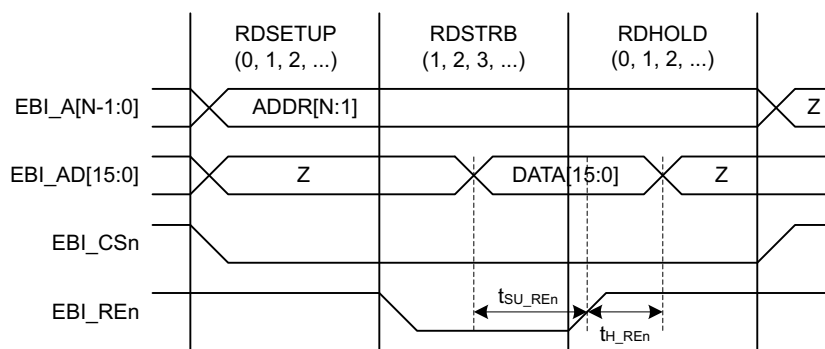 RDSETUP
(0, 1, 2, ...)
RDSTRB
(1, 2, 3, ...)
RDHOLD
(0, 1, 2, ...)
EBI_A[N-1:0]
ADDR[N:1]
Z
EBI_AD[15:0]
Z
DATA[15:0]
Z
EBI_CSn
EBI_REn
tSU_REn
tH_REn